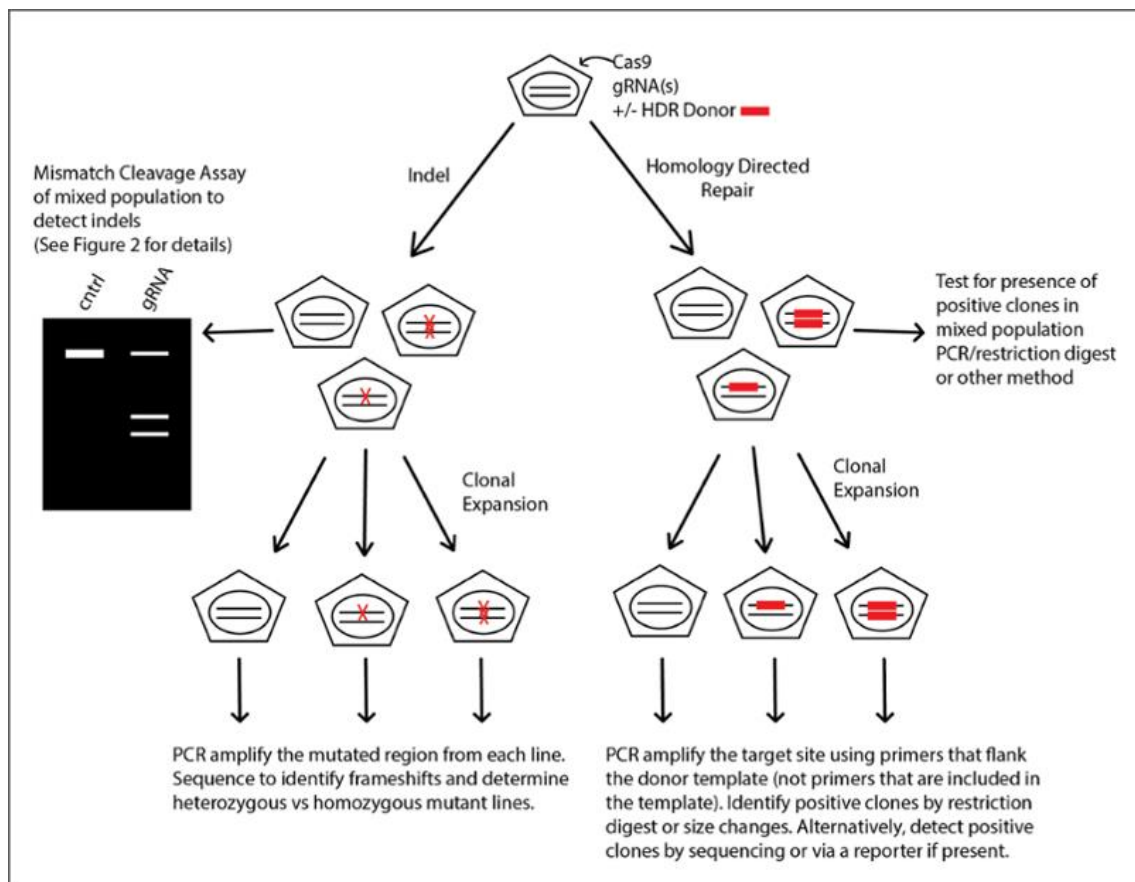 Cas9
gRNA(s)
+/- HDR Donor
Mismatch Cleavage Assay
of mixed population to
detect indels
(See Figure 2 for details)
Indel
Homology Directed
Repair
cntrl
gRNA
Test for presence of
positive clones in
mixed population
PCR/restriction digest
or other method
Clonal
Expansion
Clonal
Expansion
PCR amplify the mutated region from each line.
Sequence to identify frameshifts and determine
heterozygous vs homozygous mutant lines.
PCR amplify the target site using primers that flank
the donor template (not primers that are included in
the template). Identify positive clones by restriction
digest or size changes. Alternatively, detect positive
clones by sequencing or via a reporter if present.